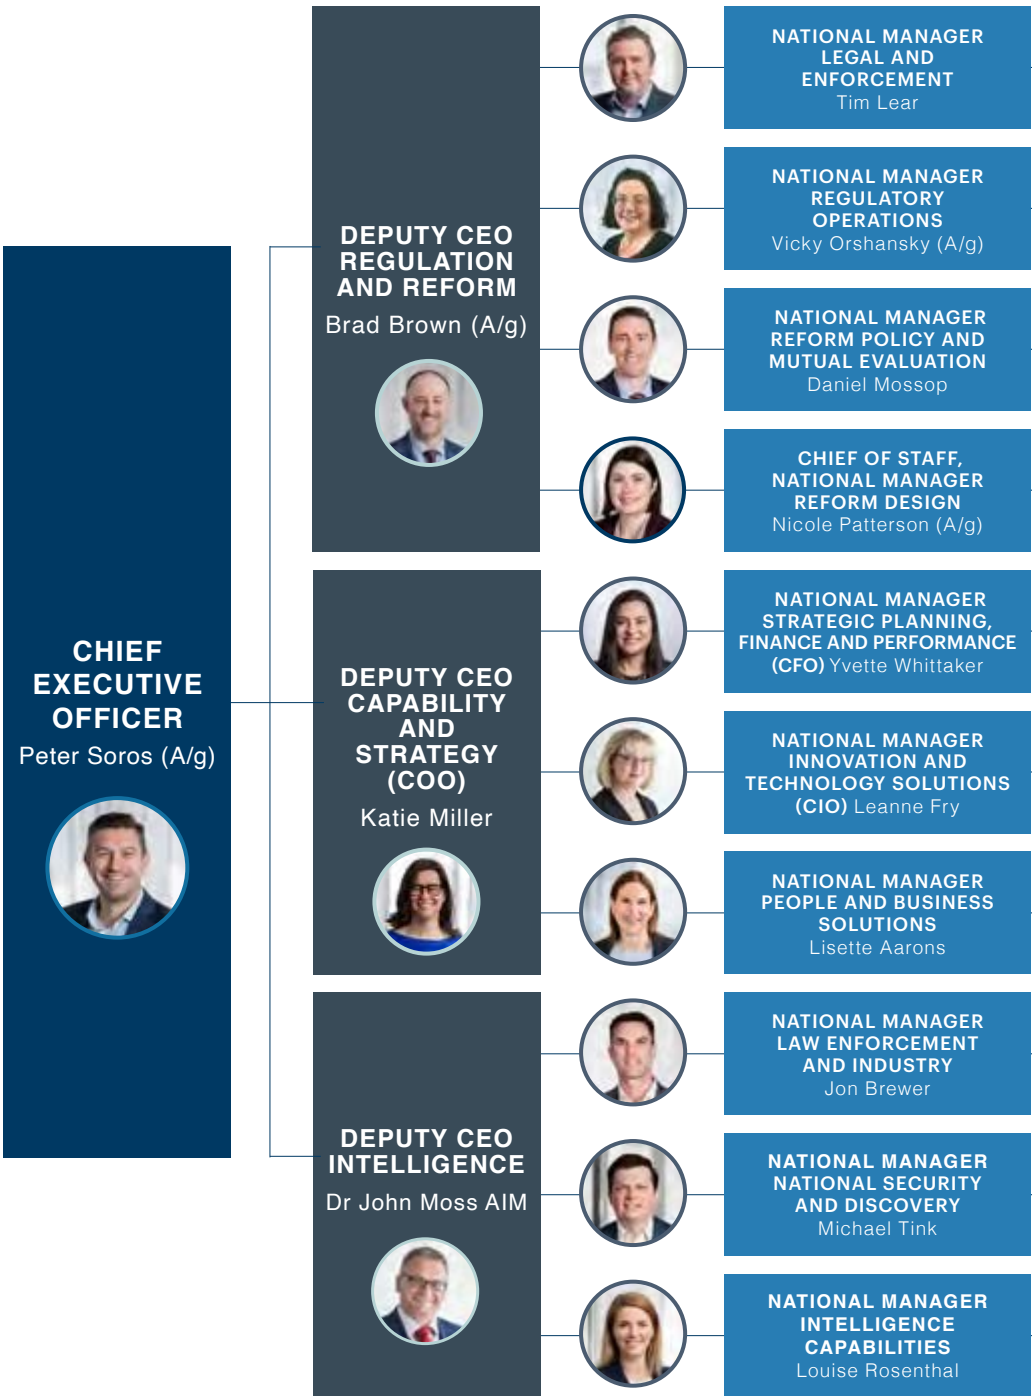 CHIEF
EXECUTIVE
OFFICER
Peter Soros (A/g)
DEPUTY CEO
REGULATION
AND REFORM
Brad Brown (A/g)
NATIONAL MANAGER
LEGAL AND
ENFORCEMENT
Tim Lear
NATIONAL MANAGER
REGULATORY
OPERATIONS
Vicky Orshansky (A/g)
NATIONAL MANAGER
REFORM POLICY AND
MUTUAL EVALUATION
Daniel Mossop
CHIEF OF STAFF,
NATIONAL MANAGER
REFORM DESIGN
Nicole Patterson (A/g)
DEPUTY CEO
CAPABILITY
AND
STRATEGY
(COO)
Katie Miller
NATIONAL MANAGER
STRATEGIC PLANNING,
FINANCE AND PERFORMANCE
(CFO) Yvette Whittaker
NATIONAL MANAGER
INNOVATION AND
TECHNOLOGY SOLUTIONS
(CIO) Leanne Fry
NATIONAL MANAGER
PEOPLE AND BUSINESS
SOLUTIONS
Lisette Aarons
DEPUTY CEO
INTELLIGENCE
Dr John Moss AIM
NATIONAL MANAGER
LAW ENFORCEMENT
AND INDUSTRY
Jon Brewer
NATIONAL MANAGER
NATIONAL SECURITY
AND DISCOVERY
Michael Tink
NATIONAL MANAGER
INTELLIGENCE
CAPABILITIES
Louise Rosenthal